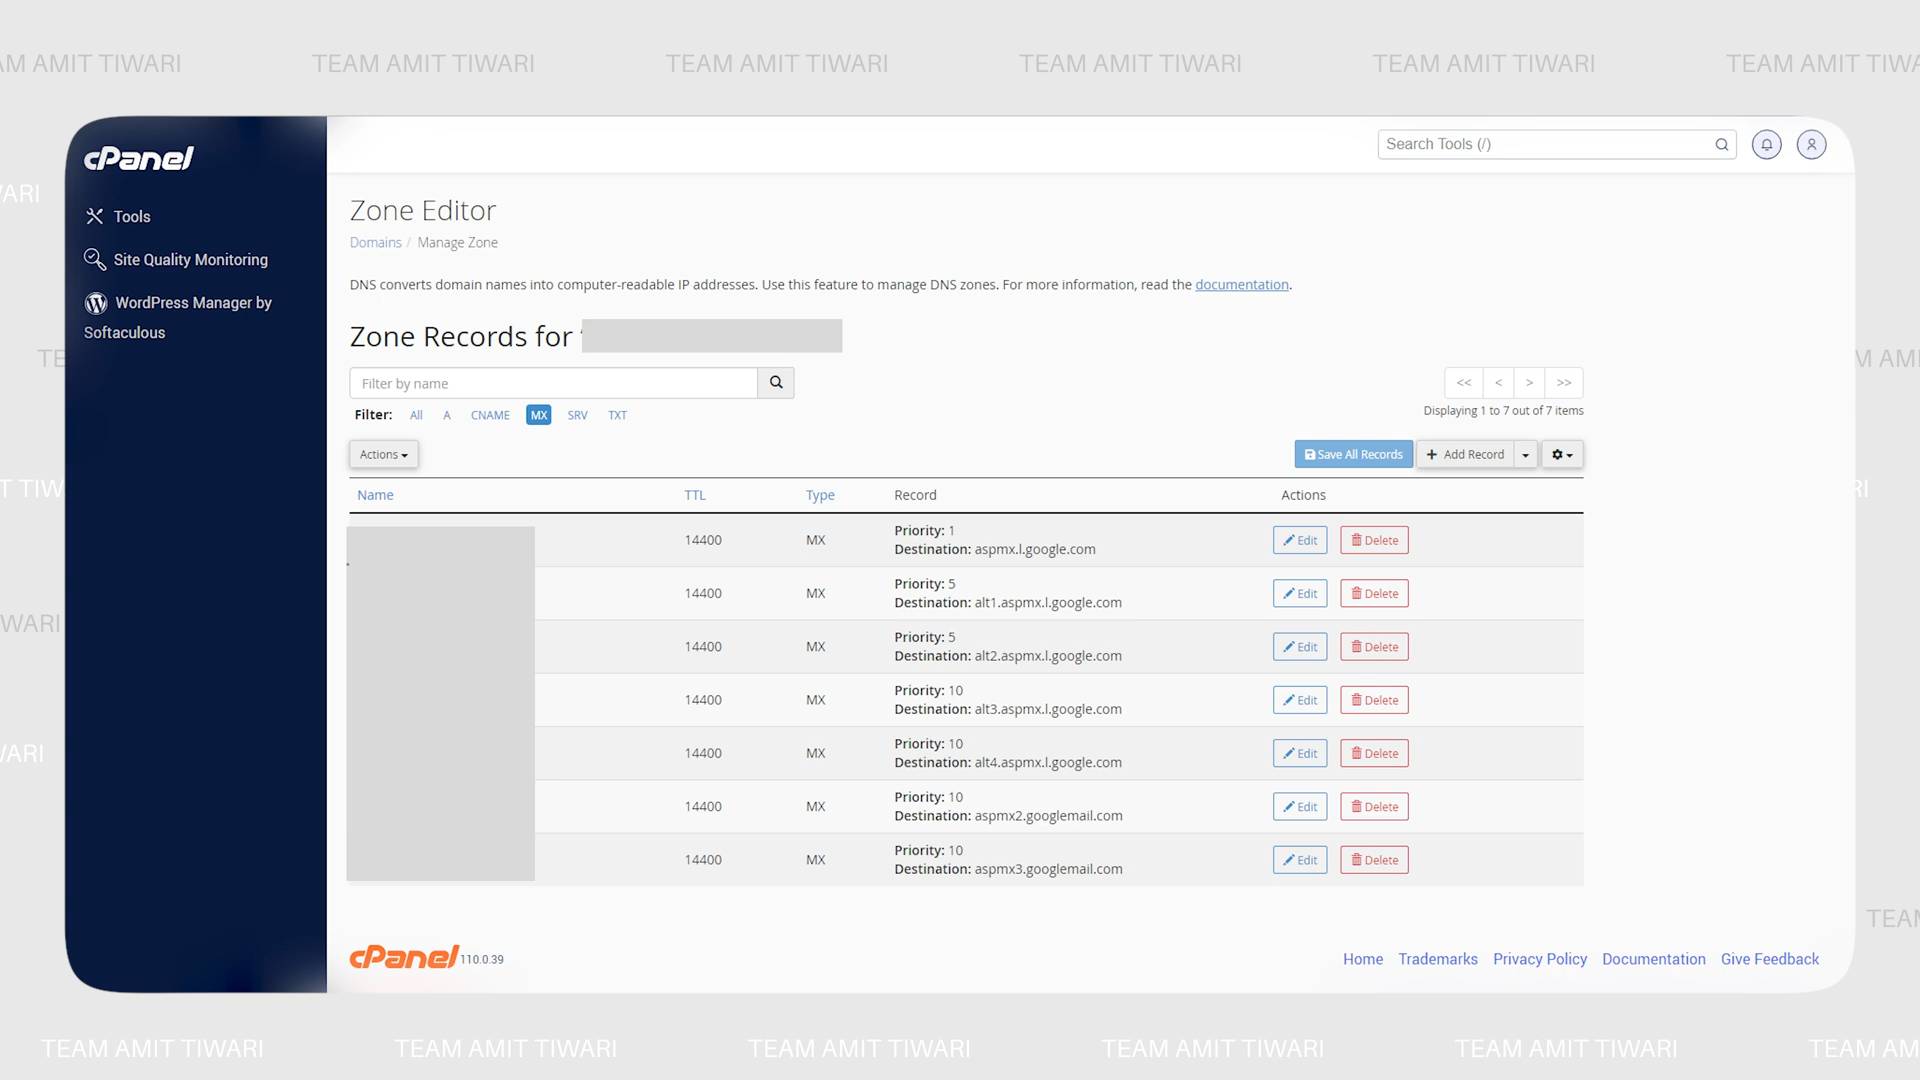 AM AMIT TIWARI TEAM AMIT TIWARI TEAM AMIT TIWARI TEAM AMIT TIWARI TEAM AMIT TIWARI TEAM AMIT TIWA
cPanel
Search Tools (/)
Tools
Site Quality Monitoring
WordPress Manager by
Softaculous
Zone Editor
Domains / Manage Zone
DNS converts domain names into computer-readable IP addresses. Use this feature to manage DNS zones. For more information, read the documentation.
Zone Records for
Filter by name
<< < > >>
Displaying 1 to 7 out of 7 items
Filter: All A CNAME MX SRV TXT
Actions
Save All Records
+ Add Record
Name TTL Type Record Actions
14400 MX Priority: 1
Destination: aspmx.l.google.com
Edit Delete
14400 MX Priority: 5
Destination: alt1.aspmx.l.google.com
Edit Delete
14400 MX Priority: 5
Destination: alt2.aspmx.l.google.com
Edit Delete
14400 MX Priority: 10
Destination: alt3.aspmx.l.google.com
Edit Delete
14400 MX Priority: 10
Destination: alt4.aspmx.l.google.com
Edit Delete
14400 MX Priority: 10
Destination: aspmx2.googlemail.com
Edit Delete
14400 MX Priority: 10
Destination: aspmx3.googlemail.com
Edit Delete
cPanel 110.0.39
Home Trademarks Privacy Policy Documentation Give Feedback
TEAM AMIT TIWARI TEAM AMIT TIWARI TEAM AMIT TIWARI TEAM AMIT TIWARI TEAM AMIT TIWARI TEAM AM